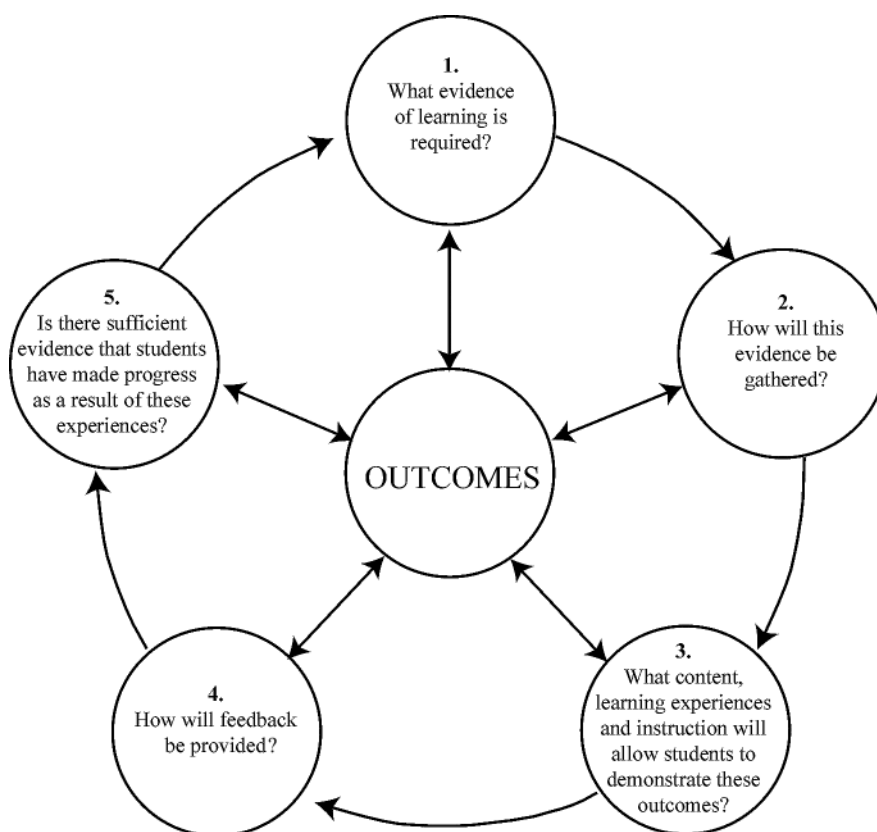 1.
What evidence
of learning is
required?
2.
How will this
evidence be
gathered?
3.
What content,
learning experiences
and instruction will
allow students to
demonstrate these
outcomes?
4.
How will feedback
be provided?
5.
Is there sufficient
evidence that students
have made progress
as a result of these
experiences?
OUTCOMES